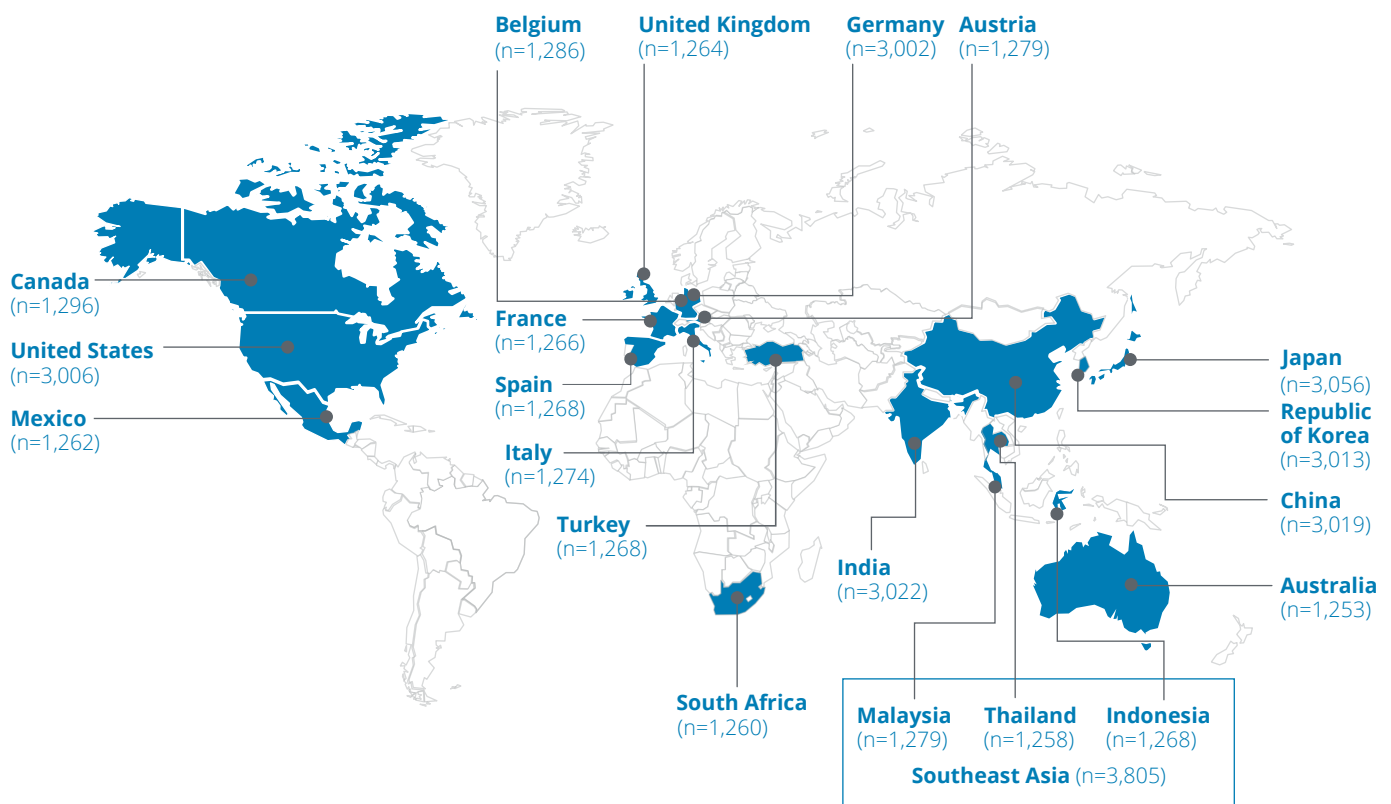 Belgium
(n=1,286)
United Kingdom
(n=1,264)
Germany
(n=3,002)
Austria
(n=1,279)
Canada
(n=1,296)
United States
(n=3,006)
Mexico
(n=1,262)
France
(n=1,266)
Spain
(n=1,268)
Italy
(n=1,274)
Turkey
(n=1,268)
South Africa
(n=1,260)
India
(n=3,022)
Japan
(n=3,056)
Republic
of Korea
(n=3,013)
China
(n=3,019)
Australia
(n=1,253)
Malaysia
(n=1,279)
Thailand
(n=1,258)
Indonesia
(n=1,268)
Southeast Asia (n=3,805)